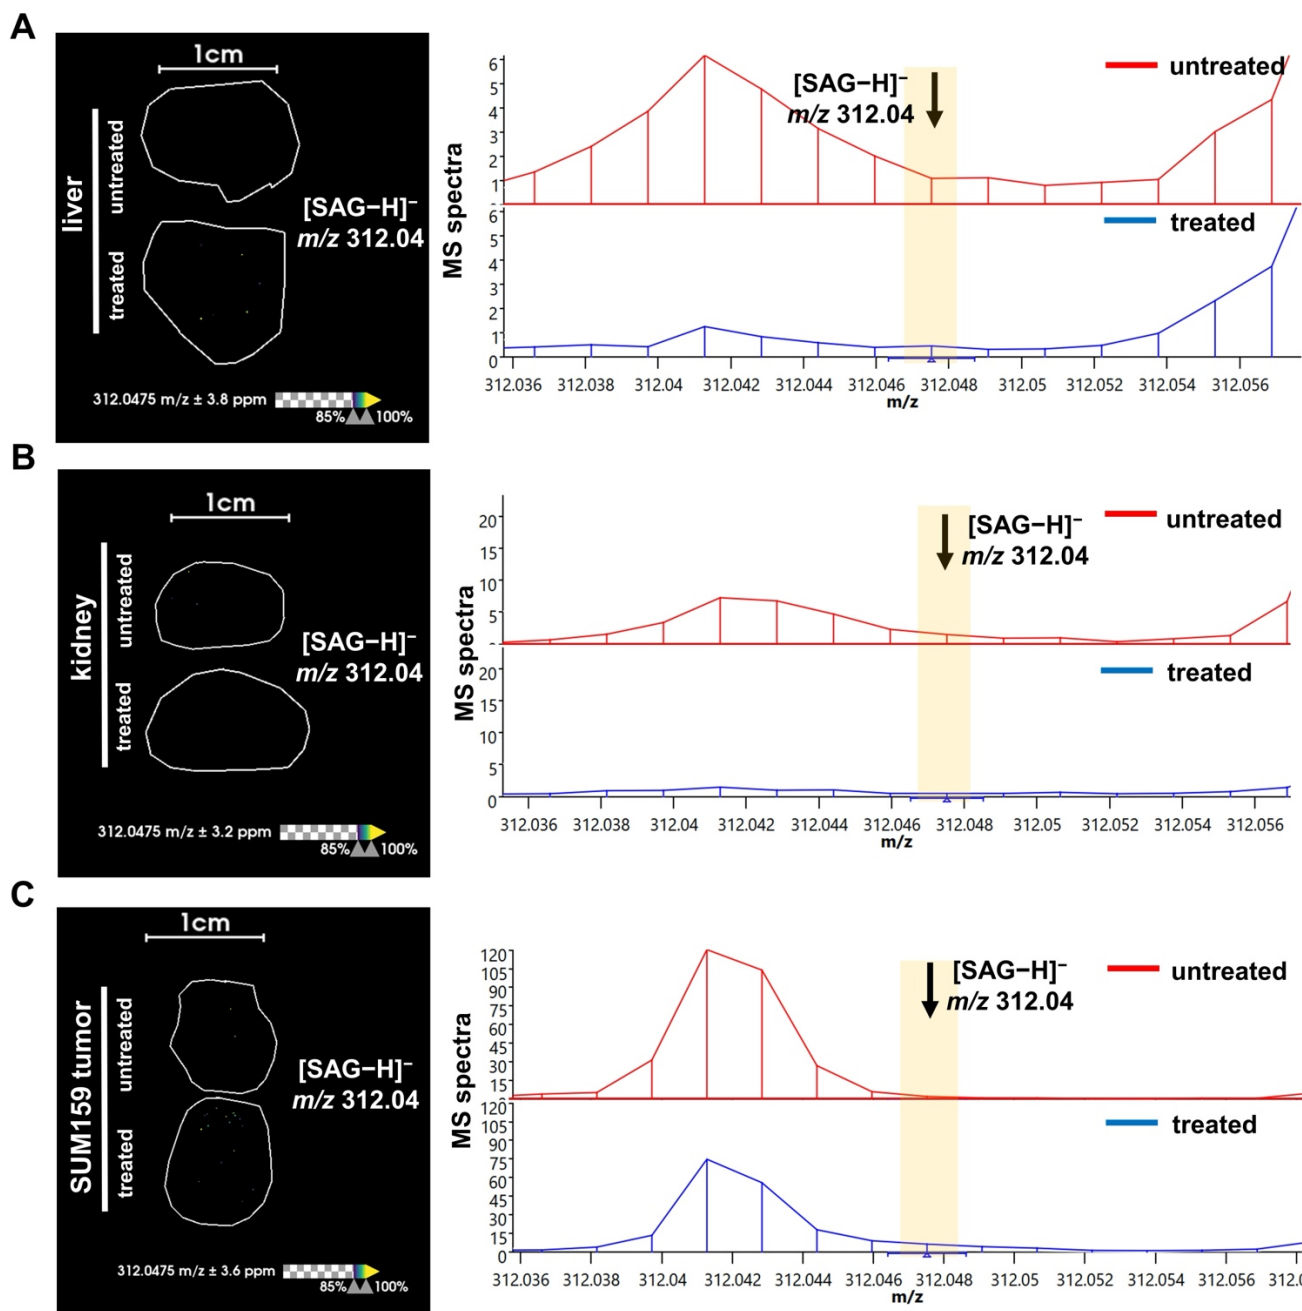 A
1cm
liver
untreated
treated
[SAG−H]⁻
m/z 312.04
312.0475 m/z ± 3.8 ppm
85% 100%
MS spectra
6
5
4
3
2
1
[SAG−H]⁻
m/z 312.04
untreated
6
5
4
3
2
1
0
treated
312.036 312.038 312.04 312.042 312.044 312.046 312.048 312.05 312.052 312.054 312.056
m/z
B
1cm
kidney
untreated
treated
[SAG−H]⁻
m/z 312.04
312.0475 m/z ± 3.2 ppm
85% 100%
MS spectra
20
15
10
5
[SAG−H]⁻
m/z 312.04
untreated
20
15
10
5
0
treated
312.036 312.038 312.04 312.042 312.044 312.046 312.048 312.05 312.052 312.054 312.056
m/z
C
1cm
SUM159 tumor
untreated
treated
[SAG−H]⁻
m/z 312.04
312.0475 m/z ± 3.6 ppm
85% 100%
MS spectra
120
105
90
75
60
45
30
15
[SAG−H]⁻
m/z 312.04
untreated
120
105
90
75
60
45
30
15
0
treated
312.036 312.038 312.04 312.042 312.044 312.046 312.048 312.05 312.052 312.054 312.056 312.0
m/z